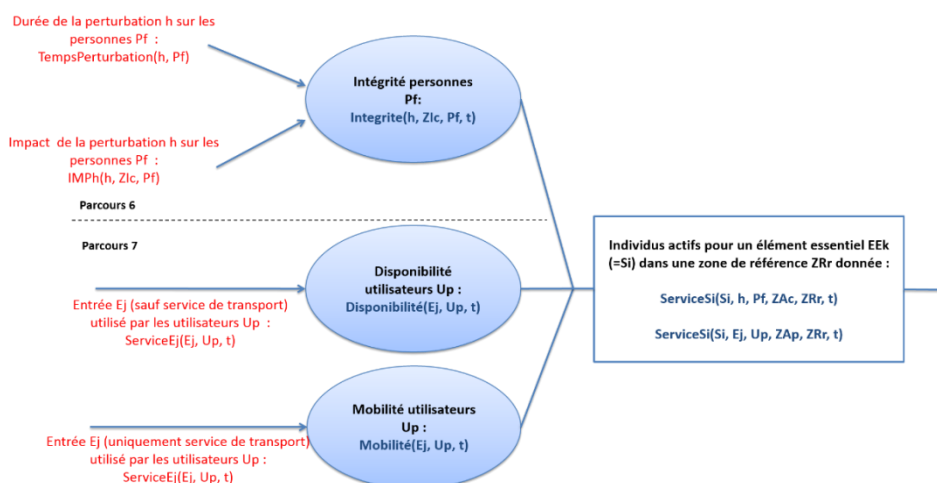 Durée de la perturbation h sur les
personnes Pf :
TempsPerturbation(h, Pf)
Impact de la perturbation h sur les
personnes Pf :
IMPh(h, ZIc, Pf)
Intégrité personnes
Pf:
Integrite(h, ZIc, Pf, t)
Parcours 6
Parcours 7
Entrée Ej (sauf service de transport)
utilisé par les utilisateurs Up :
ServiceEj(Ej, Up, t)
Disponibilité
utilisateurs Up :
Disponibilité(Ej, Up, t)
Entrée Ej (uniquement service de transport)
utilisé par les utilisateurs Up :
ServiceEj(Ej, Up, t)
Mobilité utilisateurs
Up :
Mobilité(Ej, Up, t)
Individus actifs pour un élément essentiel EEk
(=Si) dans une zone de référence ZRr donnée :
ServiceSi(Si, h, Pf, ZAc, ZRr, t)
ServiceSi(Si, Ej, Up, ZAp, ZRr, t)